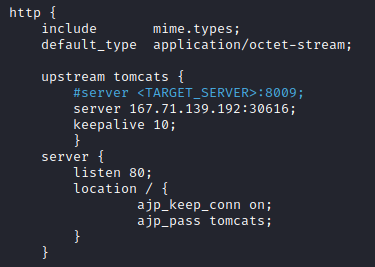 http {
    include       mime.types;
    default_type  application/octet-stream;

    upstream tomcats {
        #server <TARGET_SERVER>:8009;
        server 167.71.139.192:30616;
        keepalive 10;
        }
    server {
        listen 80;
        location / {
                ajp_keep_conn on;
                ajp_pass tomcats;
        }
    }